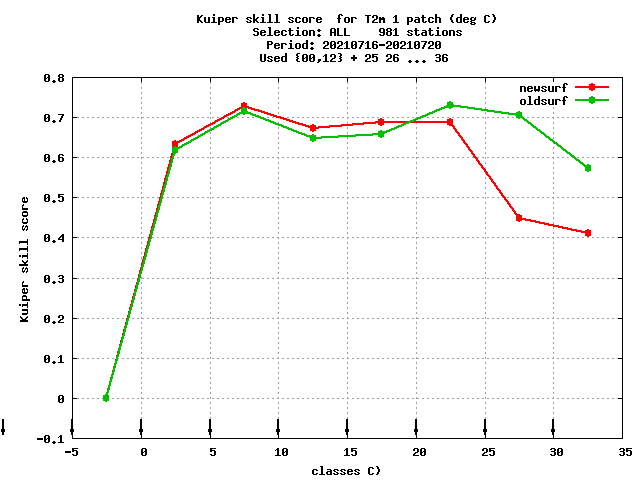 Kuiper skill score  for T2m 1 patch (deg C)
Selection: ALL    981 stations
Period: 20210716-20210720
Used {00,12} + 25 26 ... 36
newsurf
oldsurf
Kuiper skill score
0.8
0.7
0.6
0.5
0.4
0.3
0.2
0.1
0
-0.1
-5 0 5 10 15 20 25 30 35
classes C)